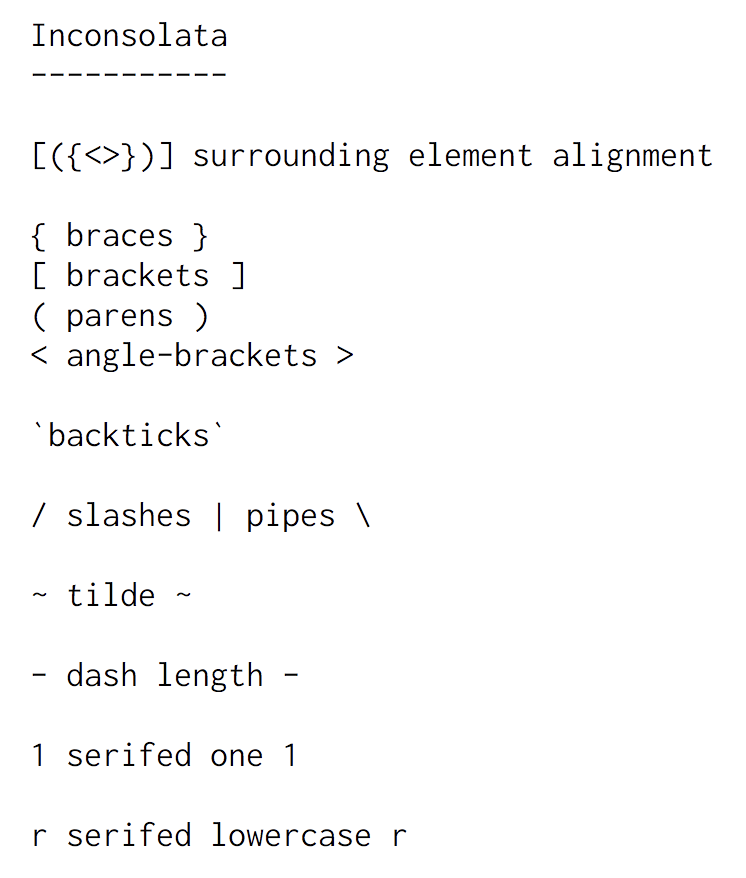 Inconsolata
-----------
[({<>})] surrounding element alignment
{ braces }
[ brackets ]
( parens )
< angle-brackets >
`backticks`
/ slashes | pipes \
~ tilde ~
- dash length -
1 serifed one 1
r serifed lowercase r